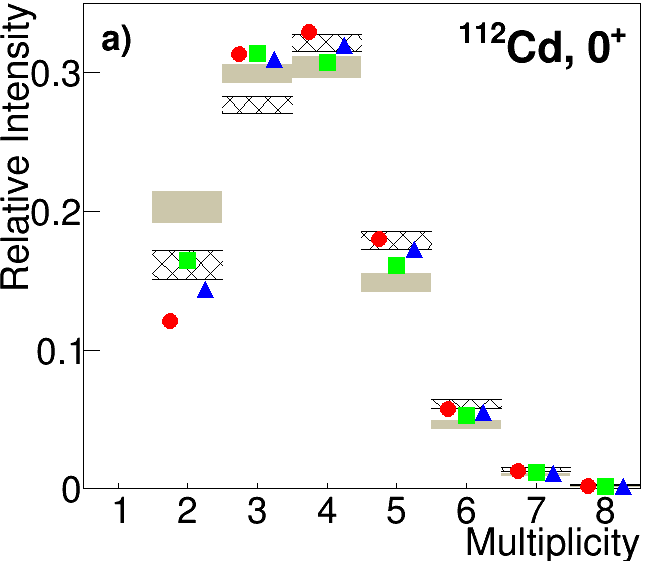 a)
¹¹²Cd, 0⁺
Relative Intensity
0.3
0.2
0.1
0
1 2 3 4 5 6 7 8
Multiplicity